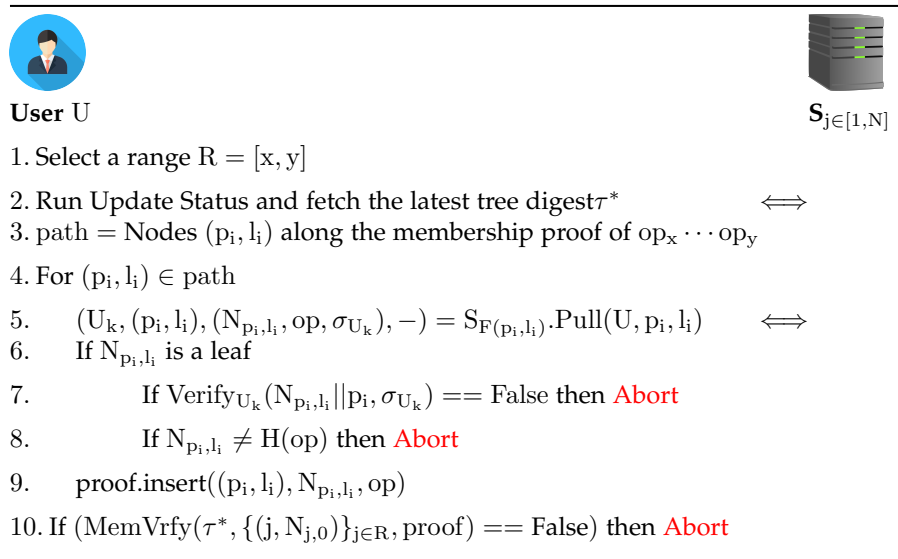 User U
S_{j∈[1,N]}
1. Select a range R = [x, y]
2. Run Update Status and fetch the latest tree digestτ* ⟺
3. path = Nodes (p_i, l_i) along the membership proof of op_x ⋯ op_y
4. For (p_i, l_i) ∈ path
5. (U_k, (p_i, l_i), (N_{p_i,l_i}, op, σ_{U_k}), −) = S_{F(p_i,l_i)}.Pull(U, p_i, l_i) ⟺
6. If N_{p_i,l_i} is a leaf
7. If Verify_{U_k}(N_{p_i,l_i}||p_i, σ_{U_k}) == False then Abort
8. If N_{p_i,l_i} ≠ H(op) then Abort
9. proof.insert((p_i, l_i), N_{p_i,l_i}, op)
10. If (MemVrfy(τ*, {(j, N_{j,0})}_{j∈R}, proof) == False) then Abort